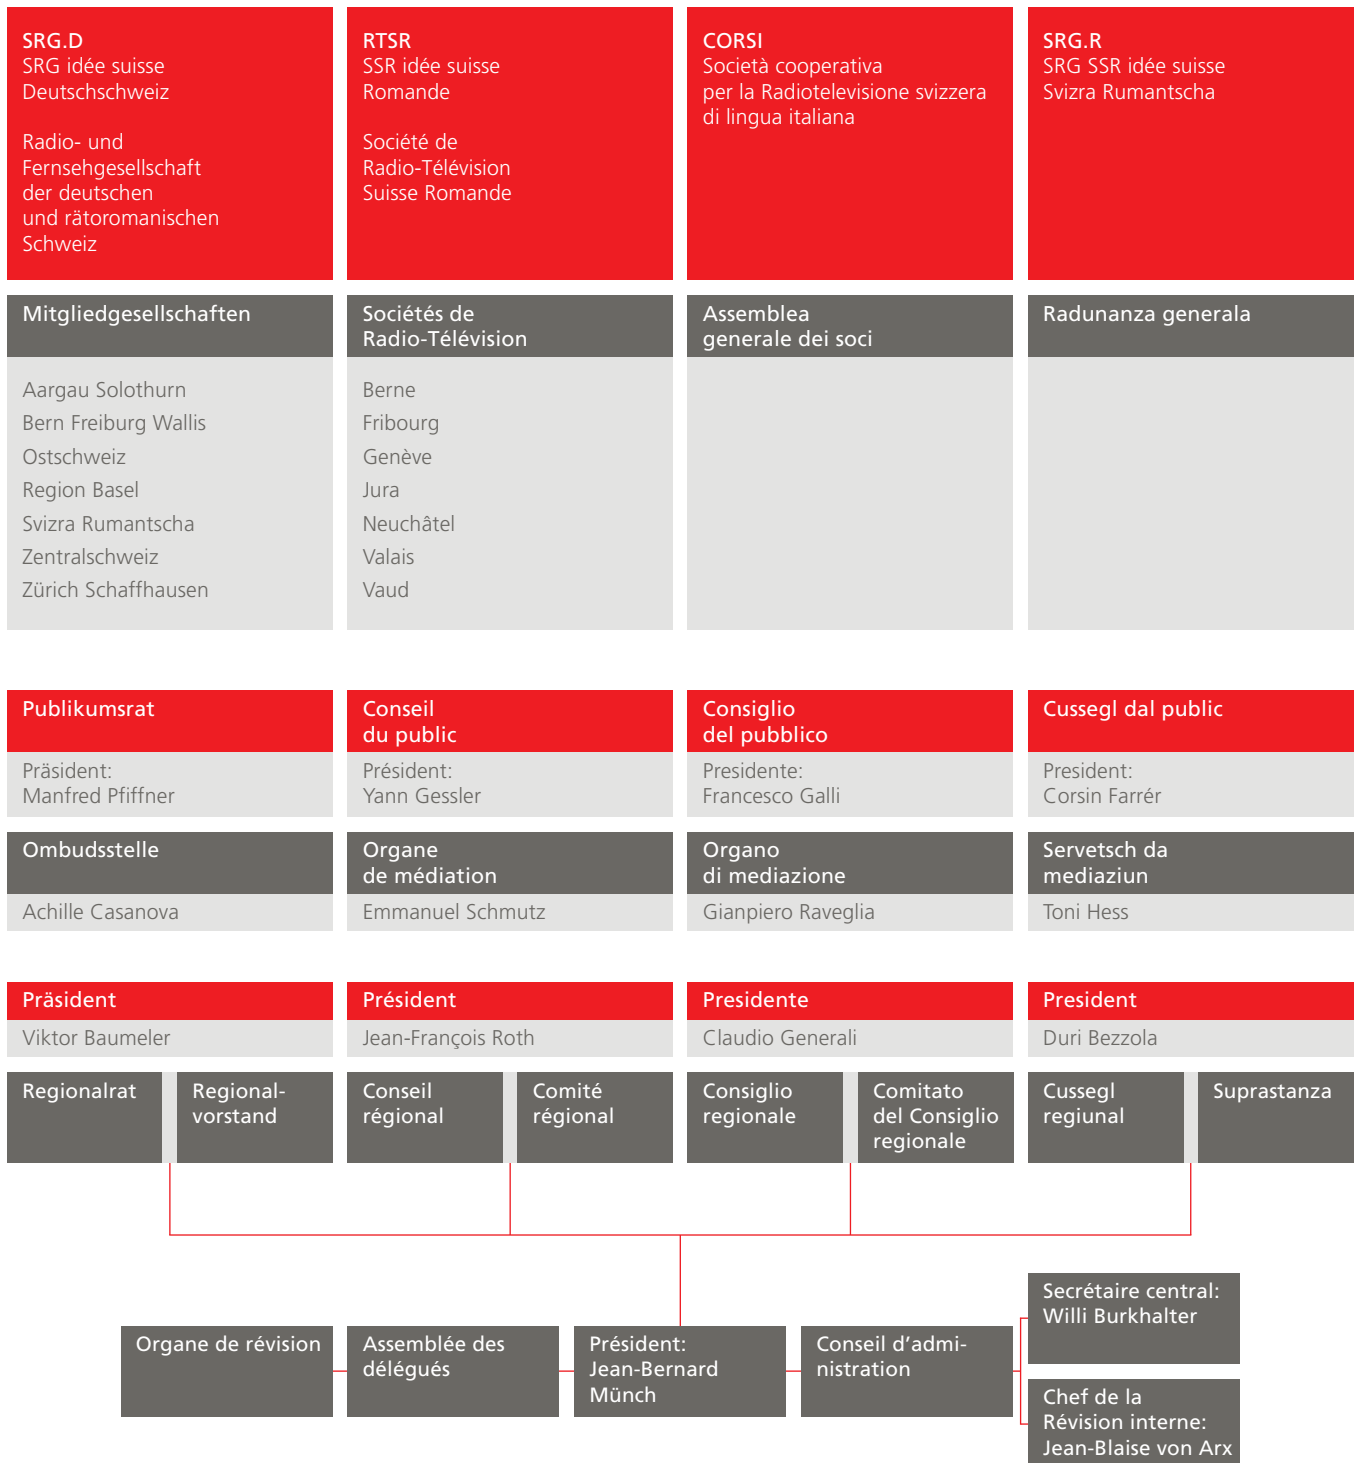 SRG.D
SRG idée suisse
Deutschschweiz
Radio- und
Fernsehgesellschaft
der deutschen
und rätoromanischen
Schweiz
RTSR
SSR idée suisse
Romande
Société de
Radio-Télévision
Suisse Romande
CORSI
Società cooperativa
per la Radiotelevisione svizzera
di lingua italiana
SRG.R
SRG SSR idée suisse
Svizra Rumantscha
Mitgliedgesellschaften
Aargau Solothurn
Bern Freiburg Wallis
Ostschweiz
Region Basel
Svizra Rumantscha
Zentralschweiz
Zürich Schaffhausen
Sociétés de
Radio-Télévision
Berne
Fribourg
Genève
Jura
Neuchâtel
Valais
Vaud
Assemblea
generale dei soci
Radunanza generala
Publikumsrat
Präsident:
Manfred Pfiffner
Conseil
du public
Président:
Yann Gessler
Consiglio
del pubblico
Presidente:
Francesco Galli
Cussegl dal public
President:
Corsin Farrér
Ombudsstelle
Achille Casanova
Organe
de médiation
Emmanuel Schmutz
Organo
di mediazione
Gianpiero Raveglia
Servetsch da
mediaziun
Toni Hess
Präsident
Viktor Baumeler
Président
Jean-François Roth
Presidente
Claudio Generali
President
Duri Bezzola
Regionalrat
Regional-
vorstand
Conseil
régional
Comité
régional
Consiglio
regionale
Comitato
del Consiglio
regionale
Cussegl
regiunal
Suprastanza
Organe de révision
Assemblée des
délégués
Président:
Jean-Bernard
Münch
Conseil d’admi-
nistration
Secrétaire central:
Willi Burkhalter
Chef de la
Révision interne:
Jean-Blaise von Arx